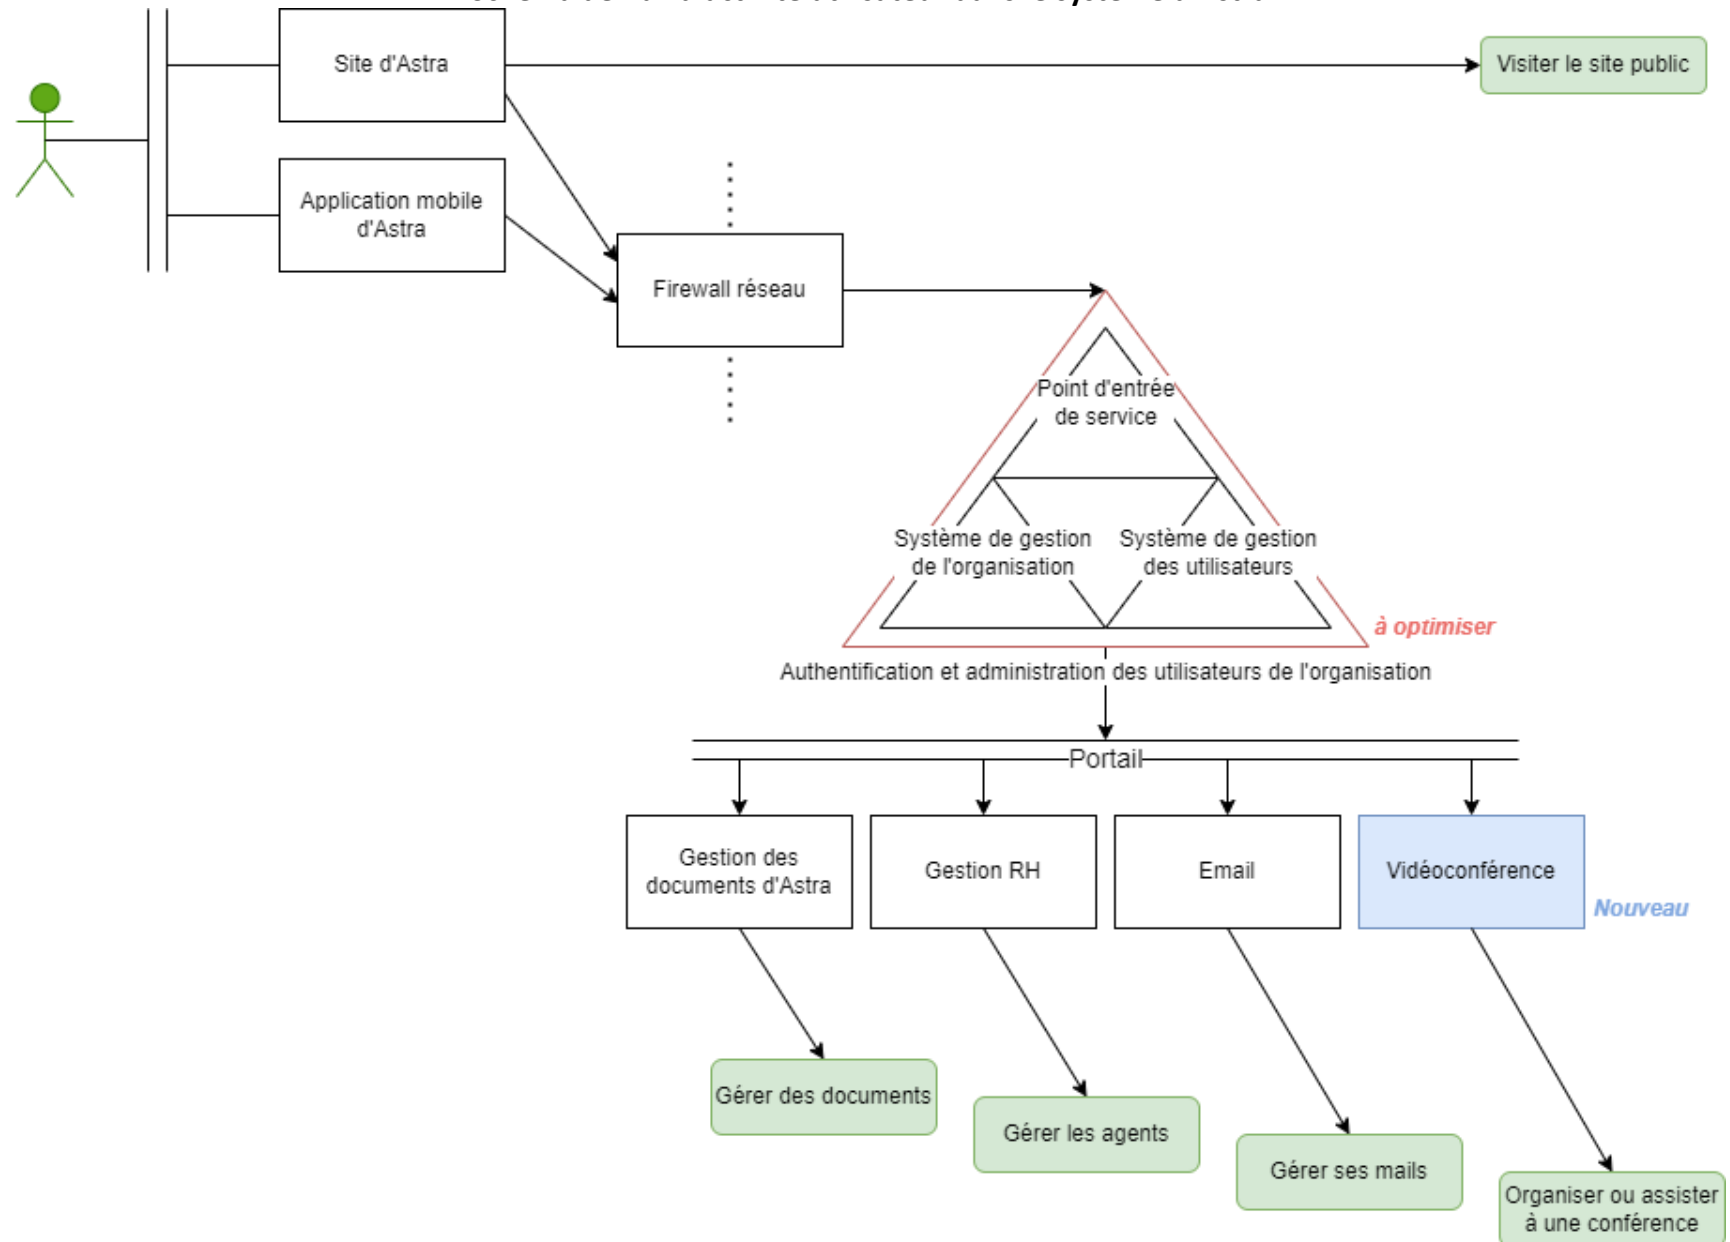 Site d'Astra
Visiter le site public
Application mobile
d'Astra
Firewall réseau
Point d'entrée
de service
Système de gestion
de l'organisation
Système de gestion
des utilisateurs
à optimiser
Authentification et administration des utilisateurs de l'organisation
Portail
Gestion des
documents d'Astra
Gestion RH
Email
Vidéoconférence
Nouveau
Gérer des documents
Gérer les agents
Gérer ses mails
Organiser ou assister
à une conférence